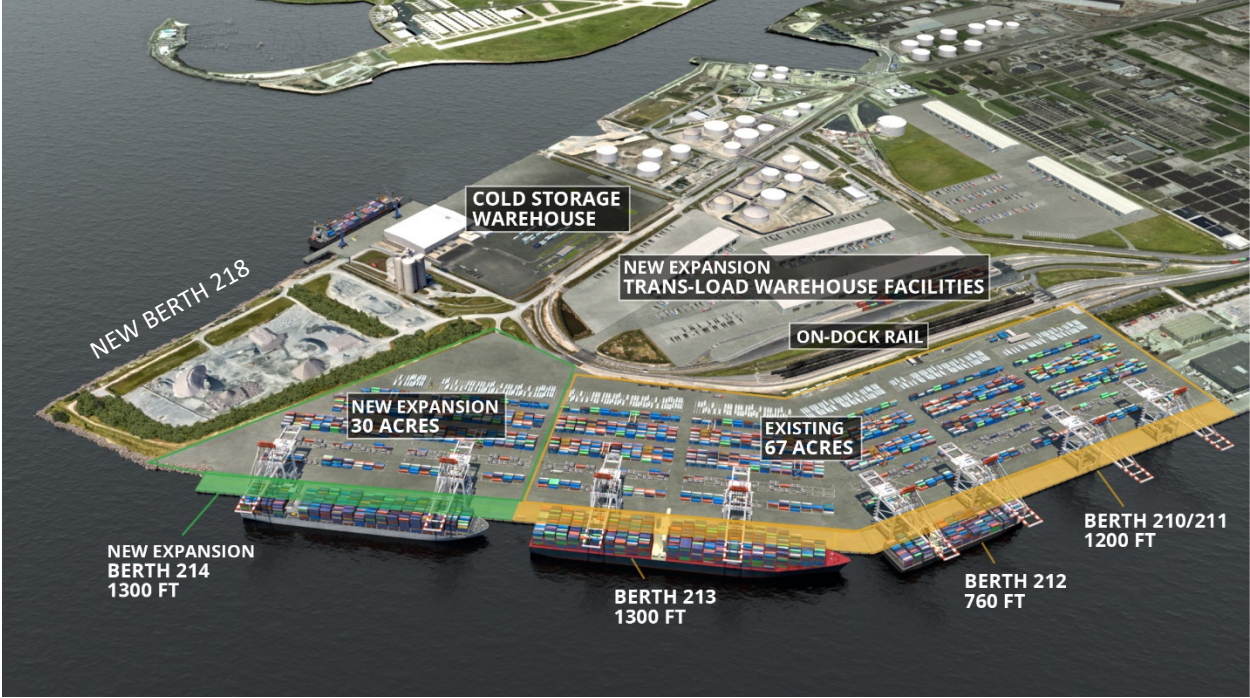 COLD STORAGE
WAREHOUSE
NEW BERTH 218
NEW EXPANSION
TRANS-LOAD WAREHOUSE FACILITIES
ON-DOCK RAIL
NEW EXPANSION
30 ACRES
EXISTING
67 ACRES
NEW EXPANSION
BERTH 214
1300 FT
BERTH 213
1300 FT
BERTH 212
760 FT
BERTH 210/211
1200 FT